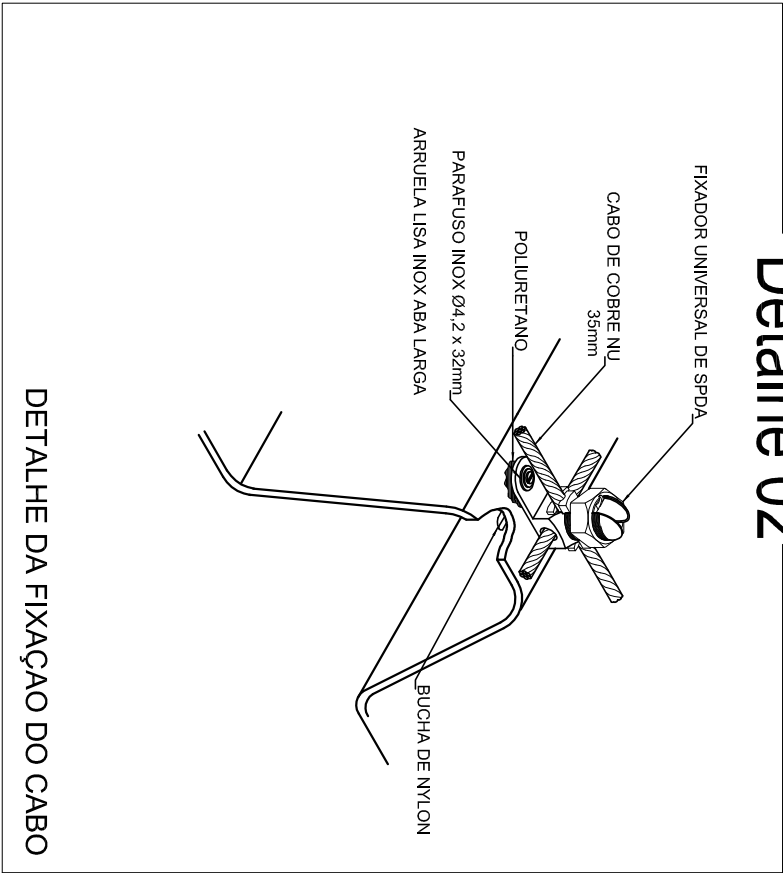 Detalhe 02
FIXADOR UNIVERSAL DE SPDA
CABO DE COBRE NU
35mm
POLIURETANO
PARAFUSO INOX Ø4,2 x 32mm
ARRUELA LISA INOX ABA LARGA
BUCHA DE NYLON
DETALHE DA FIXAÇAO DO CABO